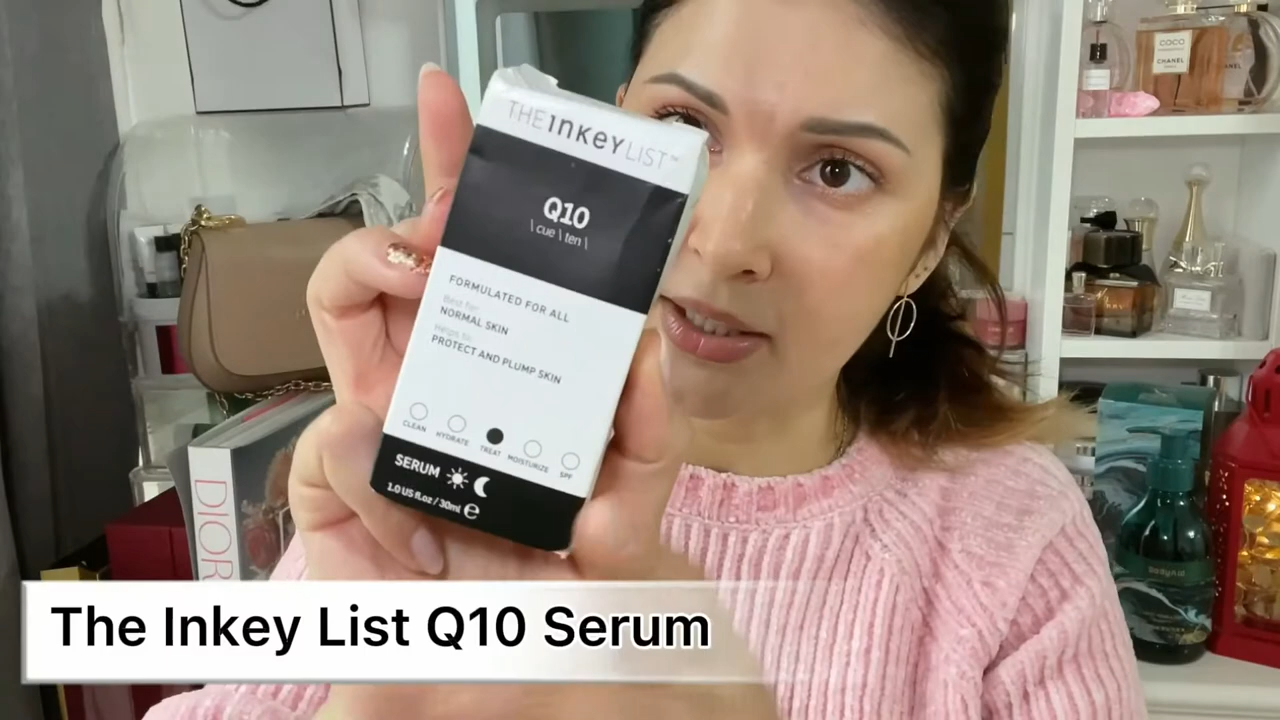 THE INKEY LIST™
Q10
\ cue \ ten \
FORMULATED FOR ALL
Best for:
NORMAL SKIN
Helps to:
PROTECT AND PLUMP SKIN
CLEAN HYDRATE TREAT MOISTURIZE SPF
SERUM
1.0 US fl.oz / 30ml e
The Inkey List Q10 Serum
DIOR
COCO
CHANEL
CHANEL